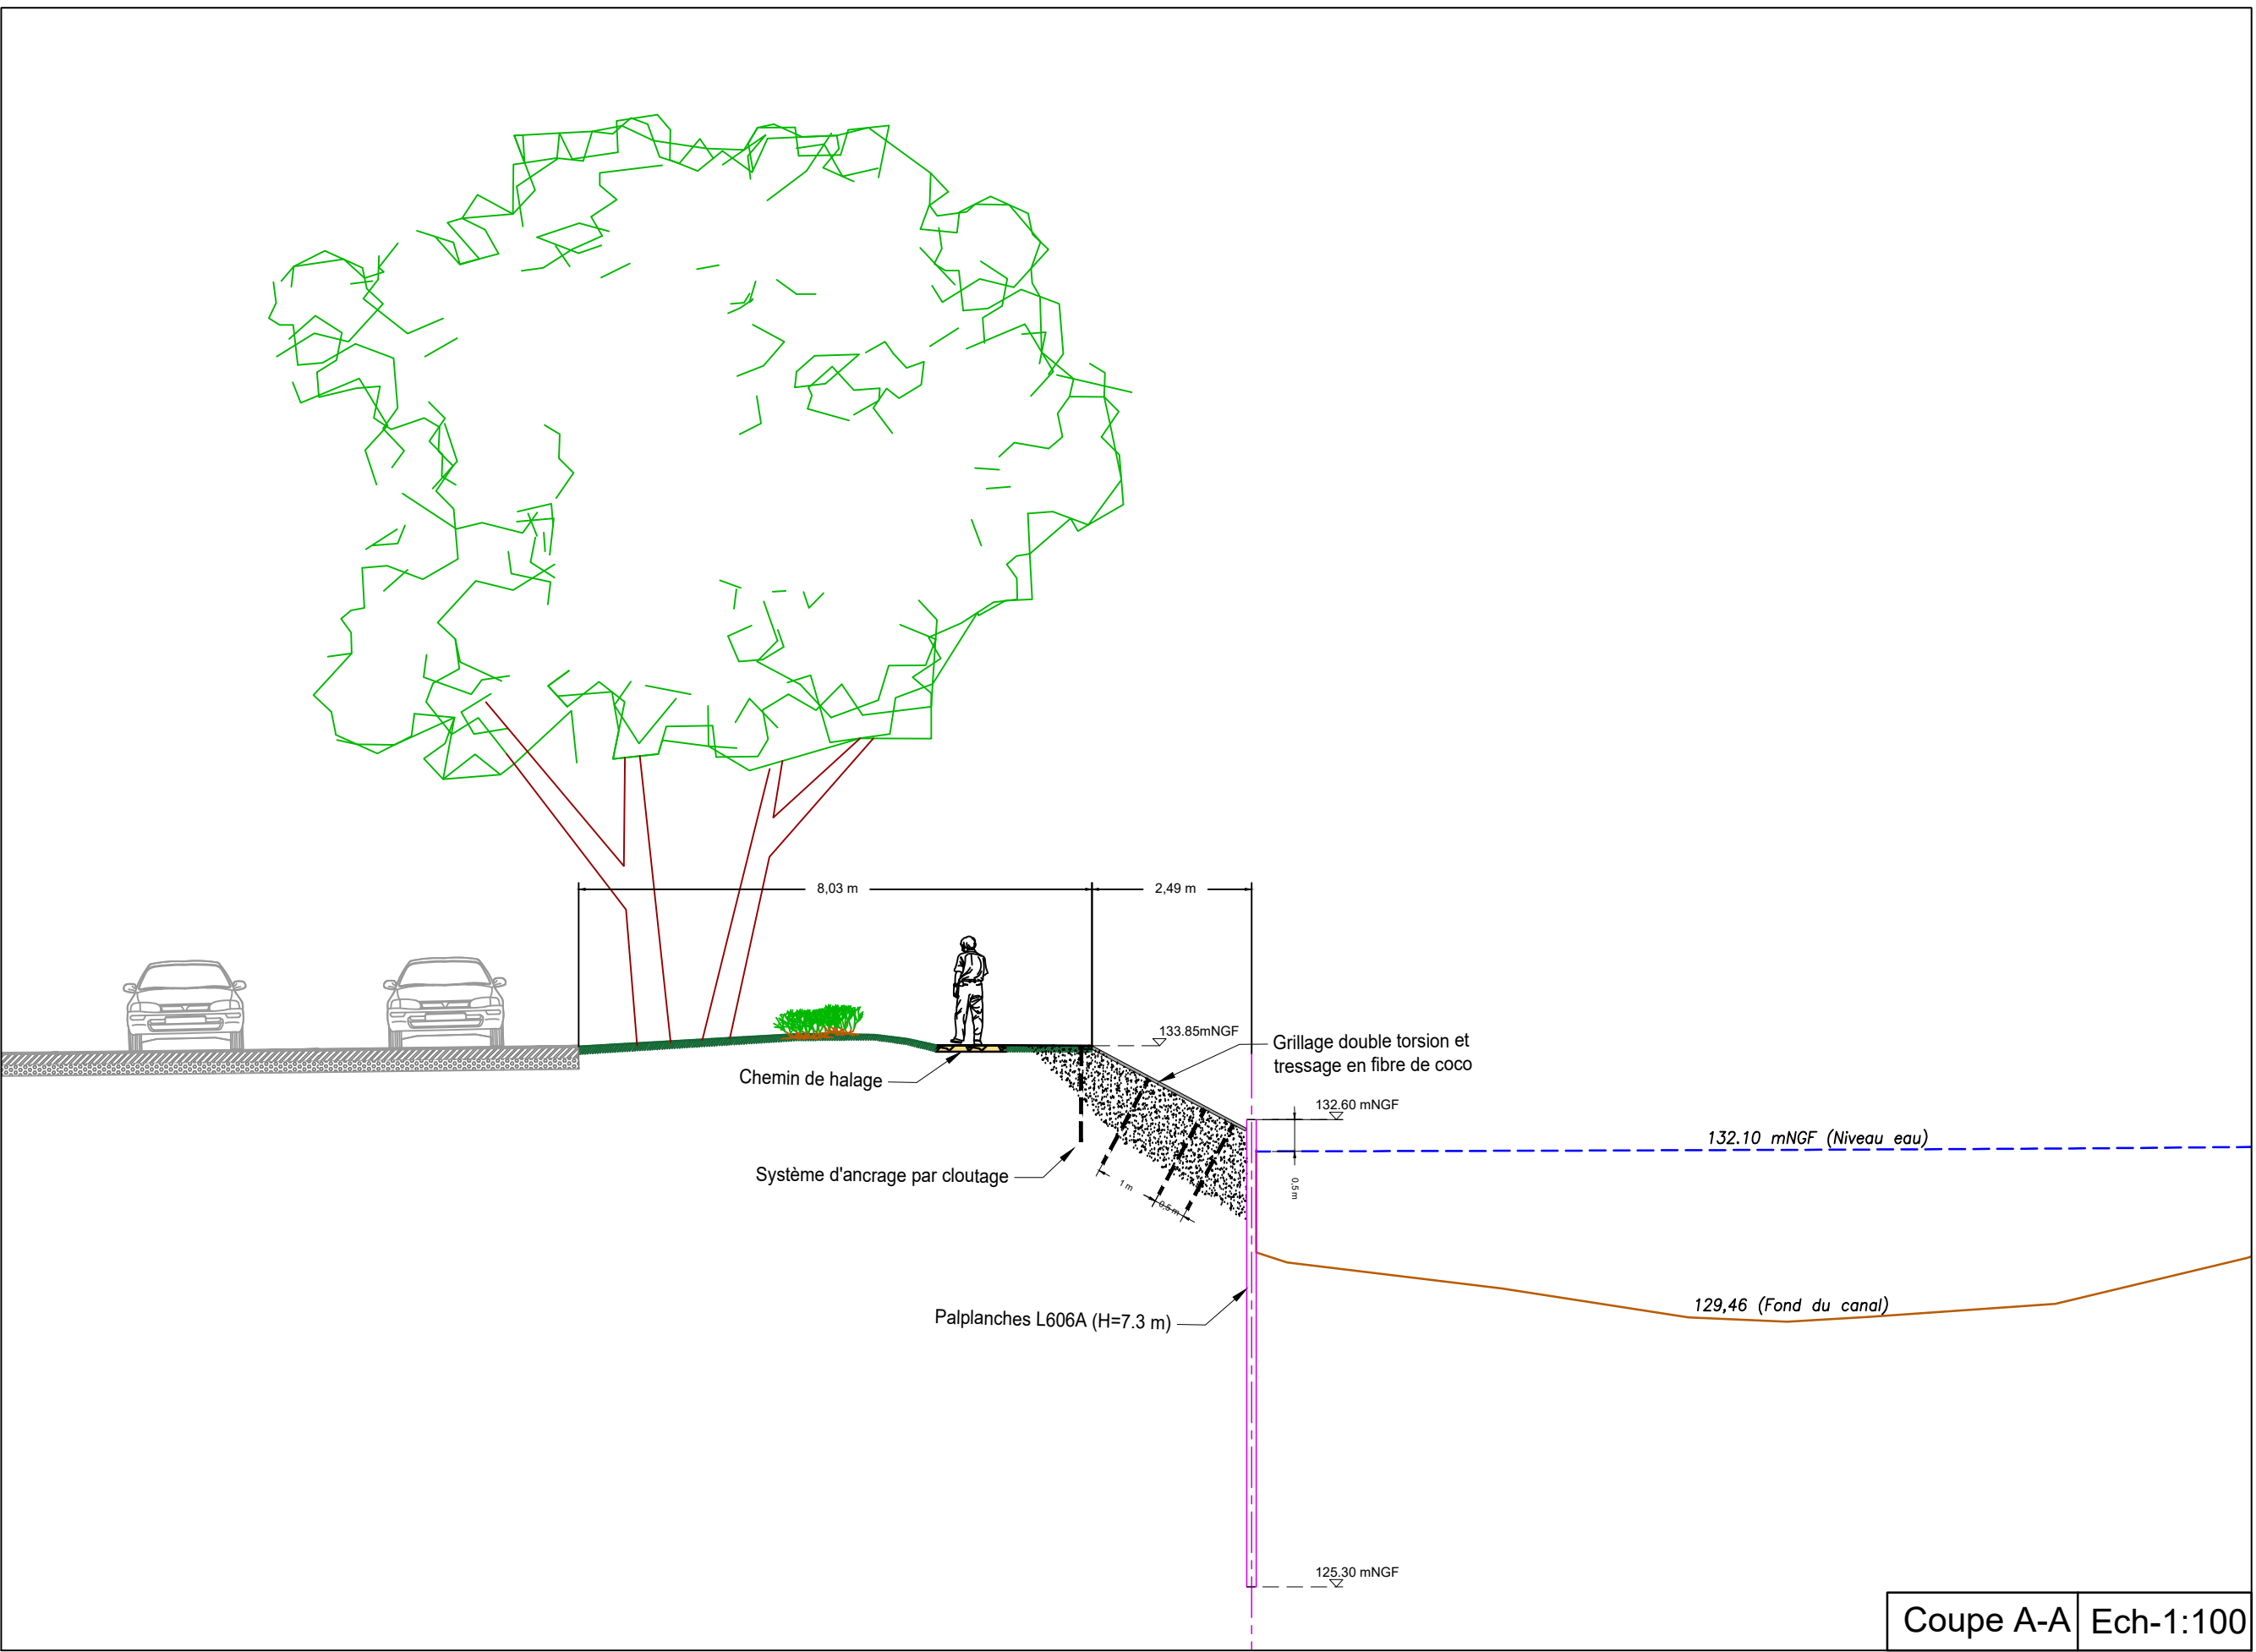 8,03 m
2,49 m
133.85mNGF
Grillage double torsion et
tressage en fibre de coco
Chemin de halage
132.60 mNGF
132.10 mNGF (Niveau eau)
Système d'ancrage par cloutage
1 m
0,5 m
0,5 m
129,46 (Fond du canal)
Palplanches L606A (H=7.3 m)
125.30 mNGF
Coupe A-A
Ech-1:100